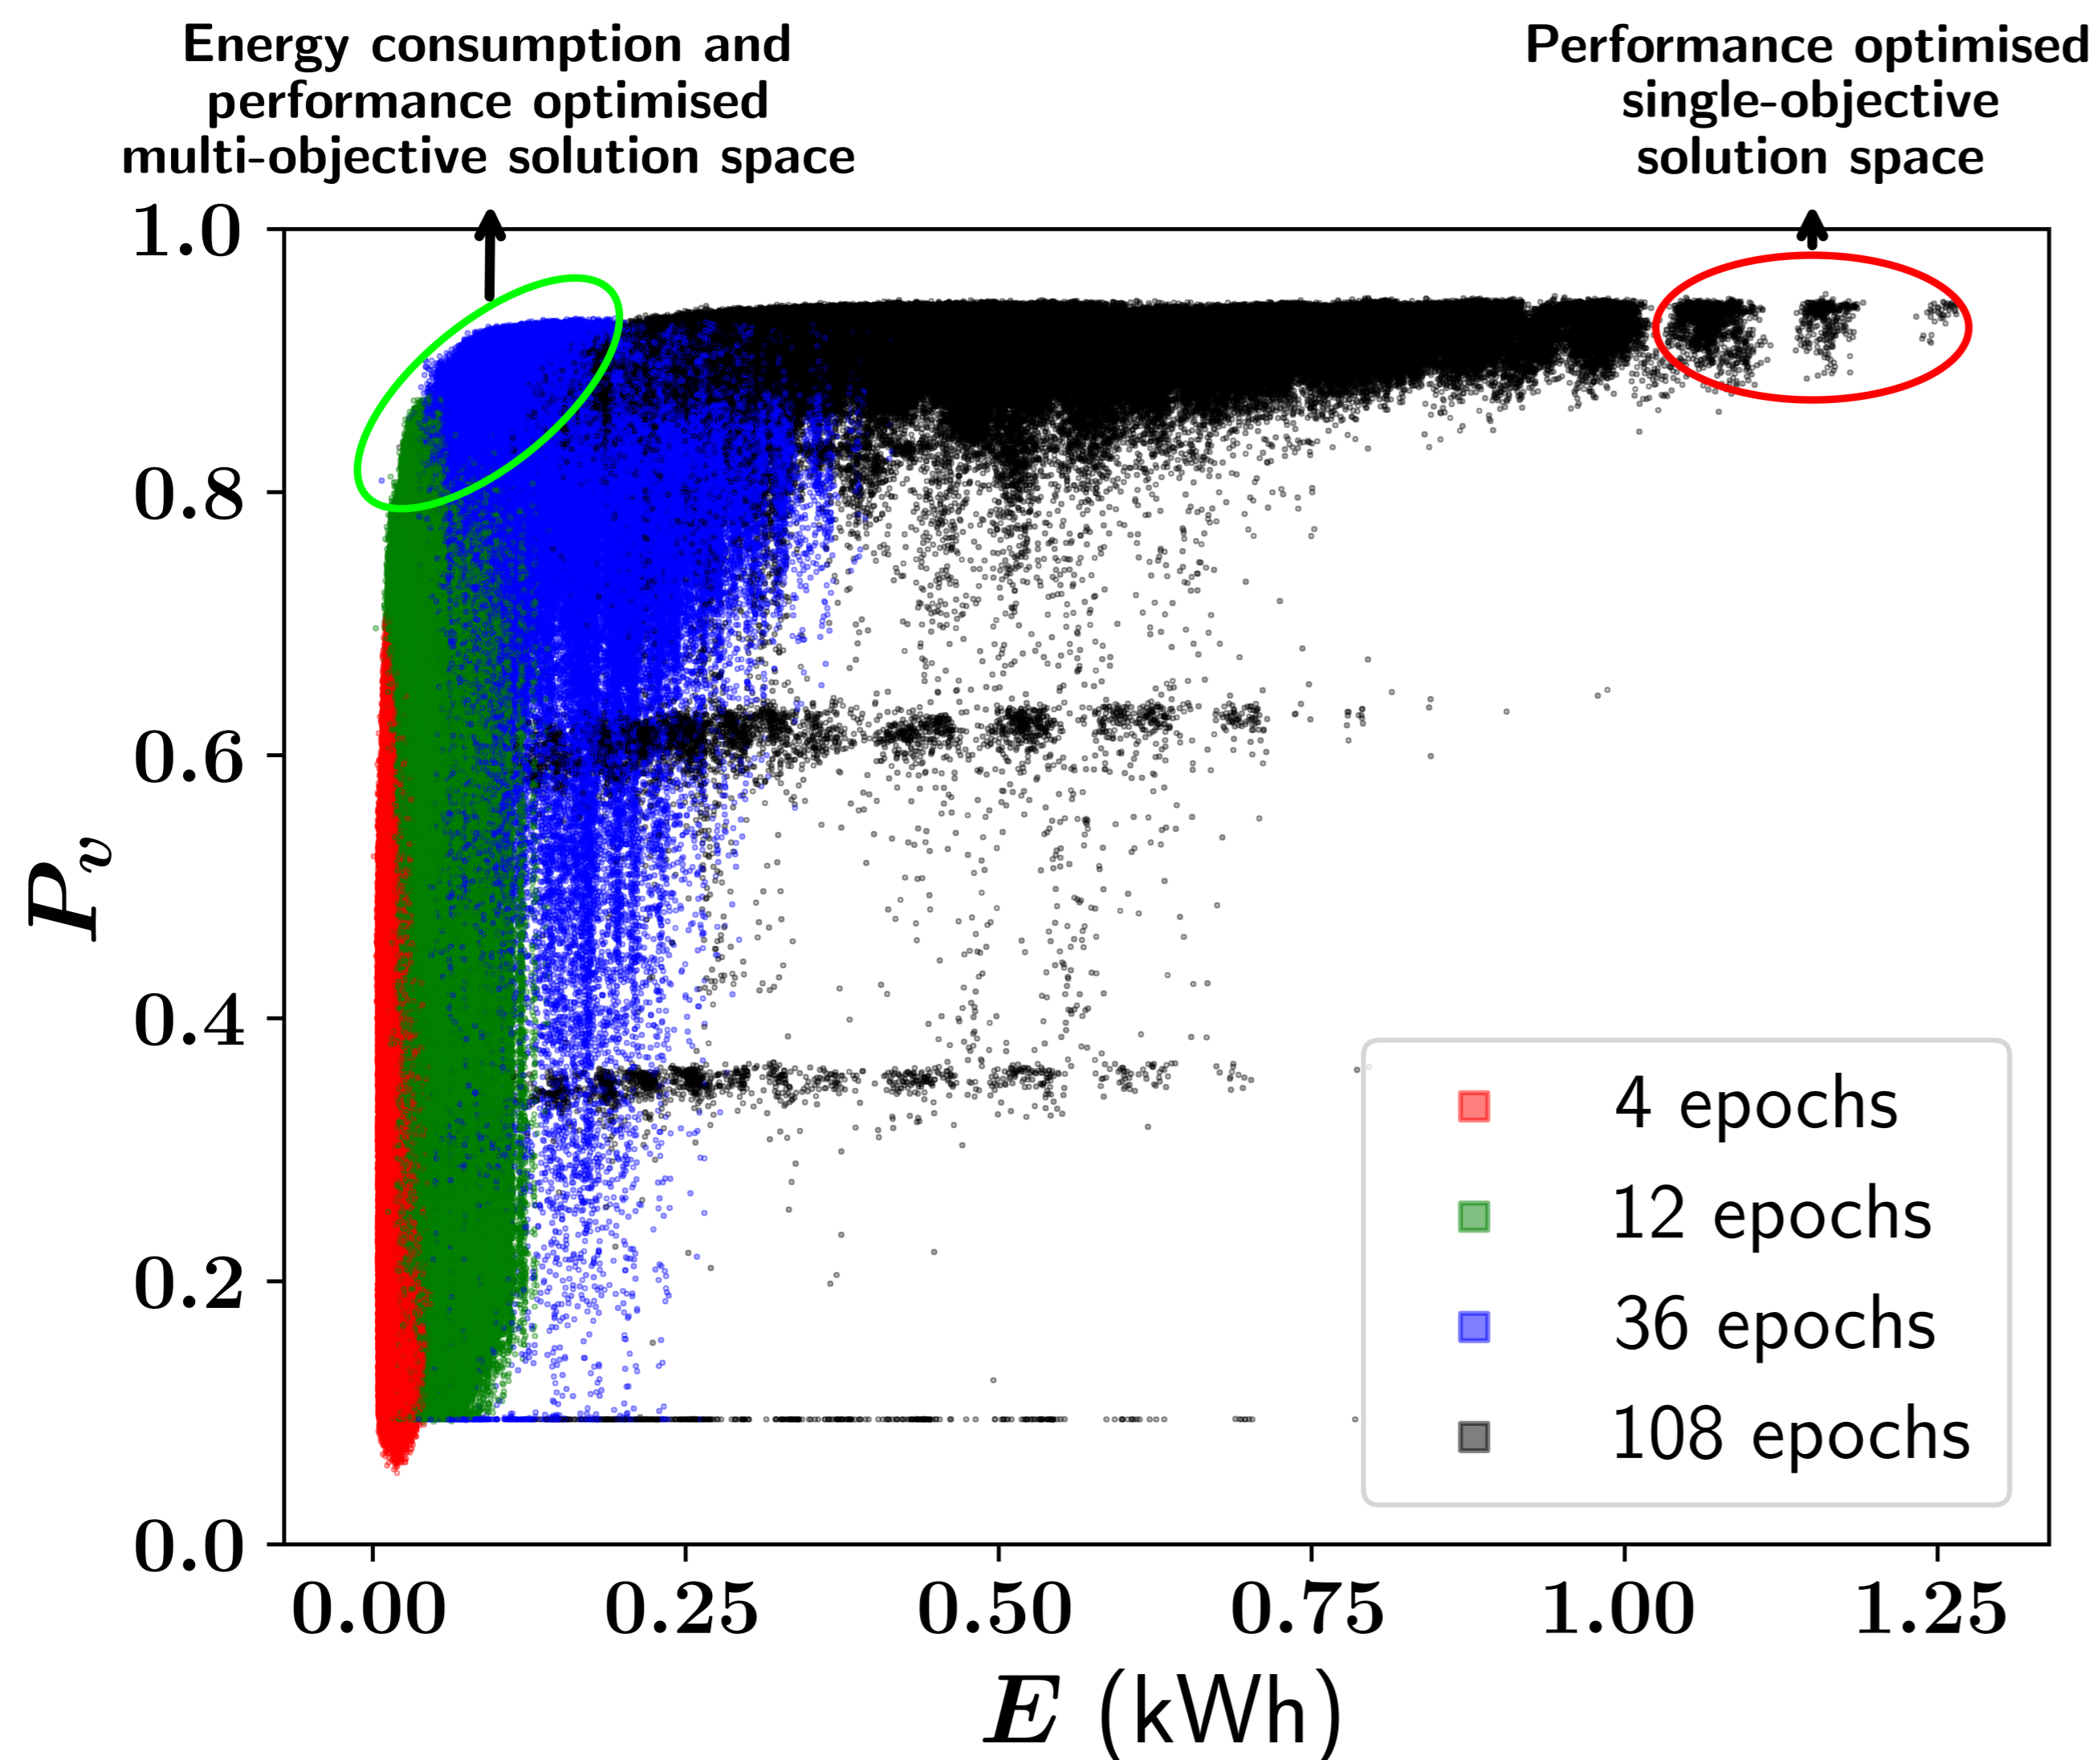 Energy consumption and
performance optimised
multi-objective solution space
Performance optimised
single-objective
solution space
1.0
0.8
0.6
0.4
0.2
0.0
P_v
0.00 0.25 0.50 0.75 1.00 1.25
E (kWh)
4 epochs
12 epochs
36 epochs
108 epochs